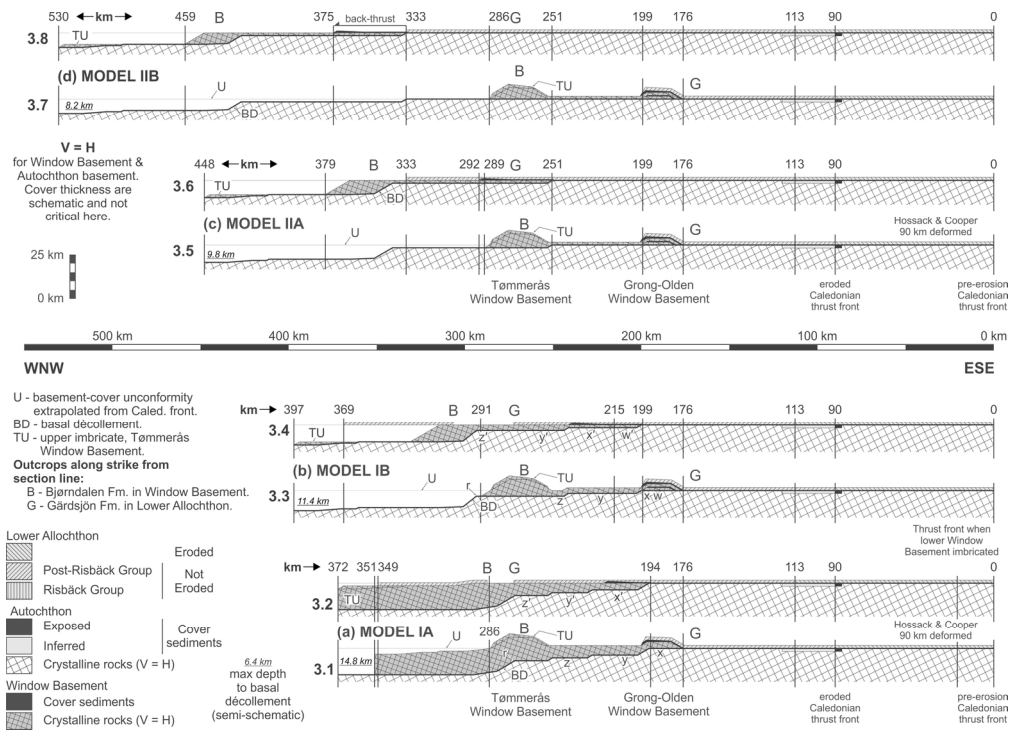 530 km 459 B 375 back-thrust 333 286 G 251 199 176 113 90 0
3.8 TU
(d) MODEL IIB
U B TU G
3.7 8.2 km BD
V = H
for Window Basement &
Autochthon basement.
Cover thickness are
schematic and not
critical here.
448 km 379 B 333 292 289 G 251 199 176 113 90 0
3.6 TU BD
(c) MODEL IIA
Hossack & Cooper
90 km deformed
U B TU G
3.5 9.8 km
25 km
0 km
Tømmerås
Window Basement
Grong-Olden
Window Basement
eroded
Caledonian
thrust front
pre-erosion
Caledonian
thrust front
500 km 400 km 300 km 200 km 100 km 0 km
WNW ESE
U - basement-cover unconformity
extrapolated from Caled. front.
BD - basal décollement.
TU - upper imbricate, Tømmerås
Window Basement.
Outcrops along strike from
section line:
B - Bjørndalen Fm. in Window Basement.
G - Gärdsjön Fm. in Lower Allochthon.
km 397 369 B 291 G 215 199 176 113 90 0
3.4 TU z' y' x' w'
(b) MODEL IB
U r B TU G
3.3 11.4 km BD z y x w
Thrust front when
lower Window
Basement imbricated
Lower Allochthon
Eroded
Post-Risbäck Group
Risbäck Group
Not
Eroded
Autochthon
Exposed
Inferred
Cover
sediments
Crystalline rocks (V = H)
Window Basement
Cover sediments
Crystalline rocks (V = H)
km 372 351 349 B G 194 176 113 90 0
3.2 TU z' y' x'
(a) MODEL IA
Hossack & Cooper
90 km deformed
U 286 B TU G
3.1 14.8 km r BD z y x
6.4 km
max depth
to basal
décollement
(semi-schematic)
Tømmerås
Window Basement
Grong-Olden
Window Basement
eroded
Caledonian
thrust front
pre-erosion
Caledonian
thrust front